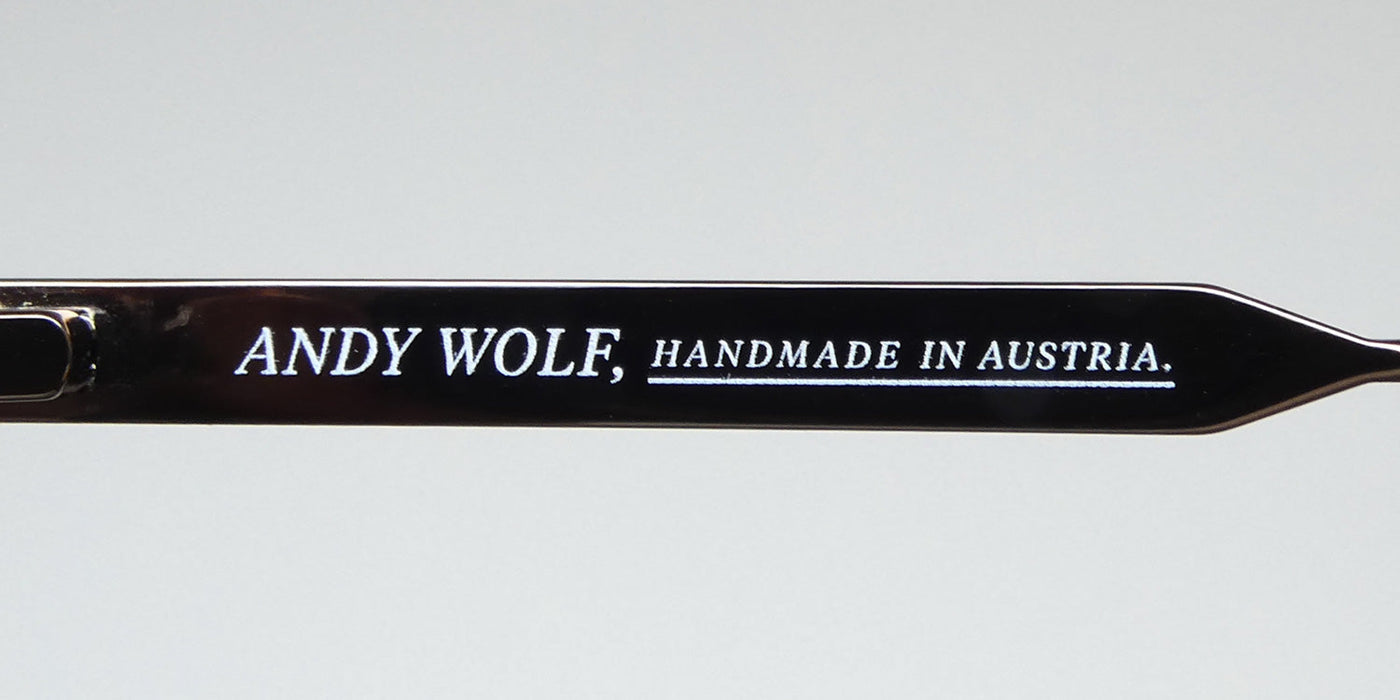 ANDY WOLF, HANDMADE IN AUSTRIA.